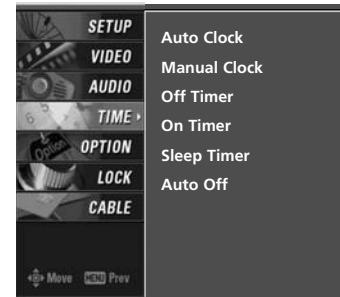 SETUP
VIDEO
AUDIO
TIME
OPTION
LOCK
CABLE
Move MENU Prev
Auto Clock
Manual Clock
Off Timer
On Timer
Sleep Timer
Auto Off